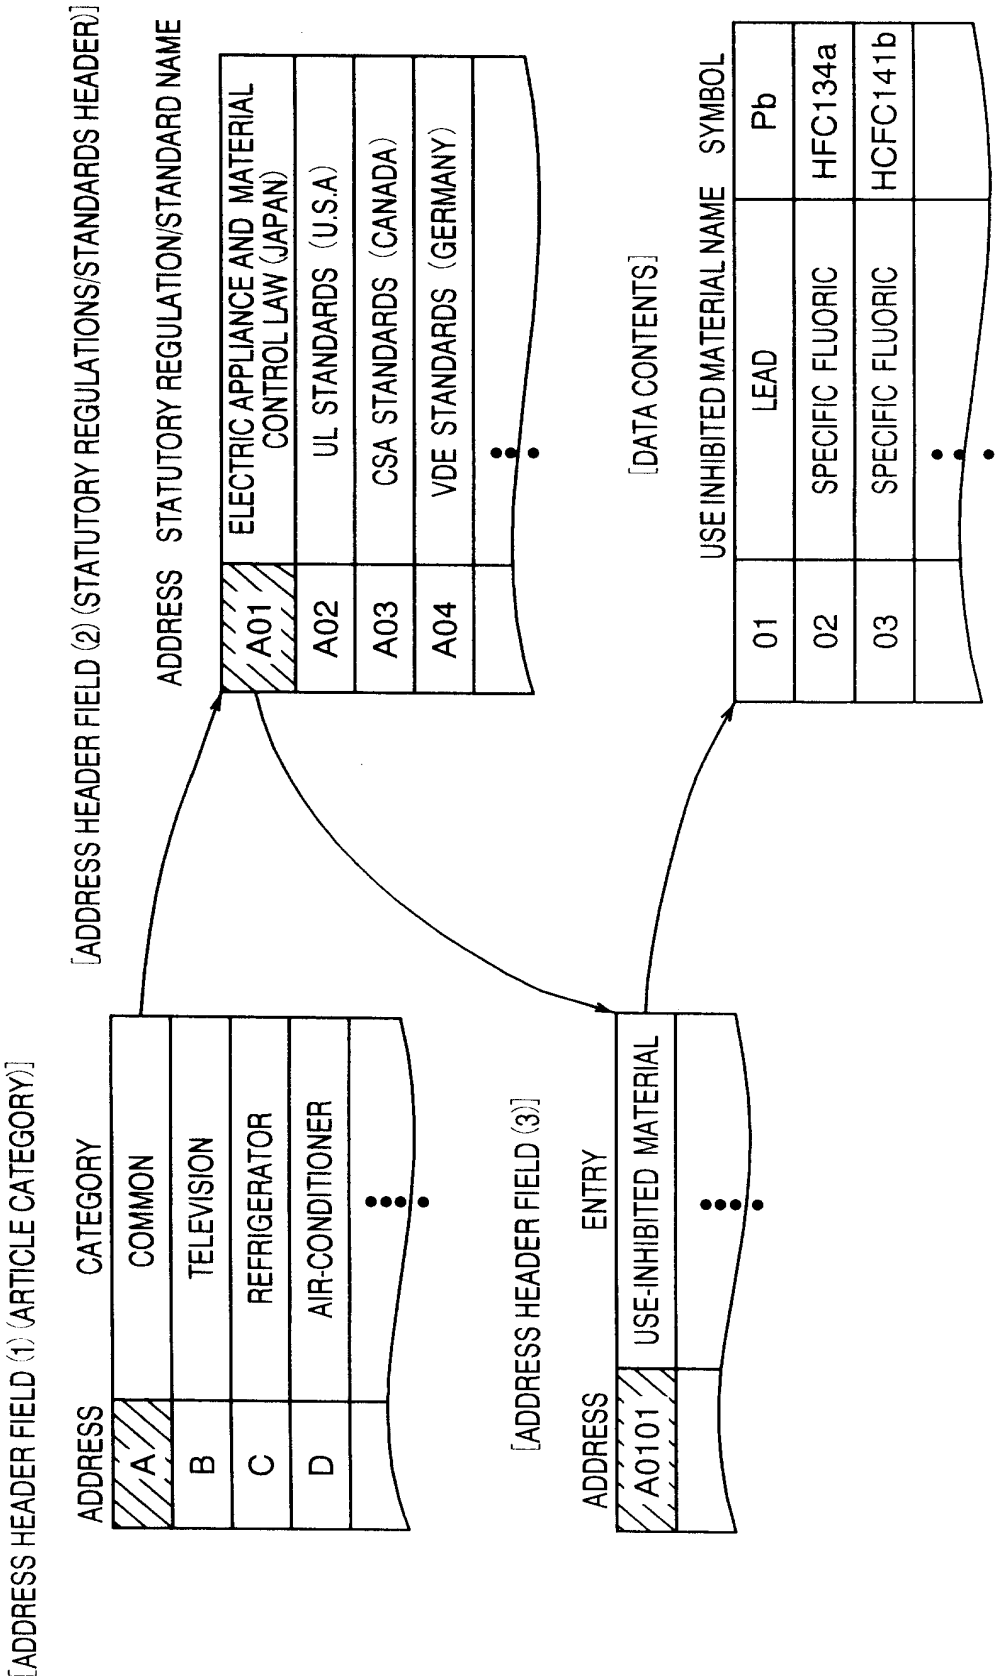 [ADDRESS HEADER FIELD (1) (ARTICLE CATEGORY)]
ADDRESS CATEGORY
A COMMON
B TELEVISION
C REFRIGERATOR
D AIR-CONDITIONER
[ADDRESS HEADER FIELD (2) (STATUTORY REGULATIONS/STANDARDS HEADER)]
ADDRESS STATUTORY REGULATION/STANDARD NAME
A01 ELECTRIC APPLIANCE AND MATERIAL
CONTROL LAW (JAPAN)
A02 UL STANDARDS (U.S.A)
A03 CSA STANDARDS (CANADA)
A04 VDE STANDARDS (GERMANY)
[ADDRESS HEADER FIELD (3)]
ADDRESS ENTRY
A0101 USE-INHIBITED MATERIAL
[DATA CONTENTS]
USE INHIBITED MATERIAL NAME SYMBOL
01 LEAD Pb
02 SPECIFIC FLUORIC HFC134a
03 SPECIFIC FLUORIC HCFC141b